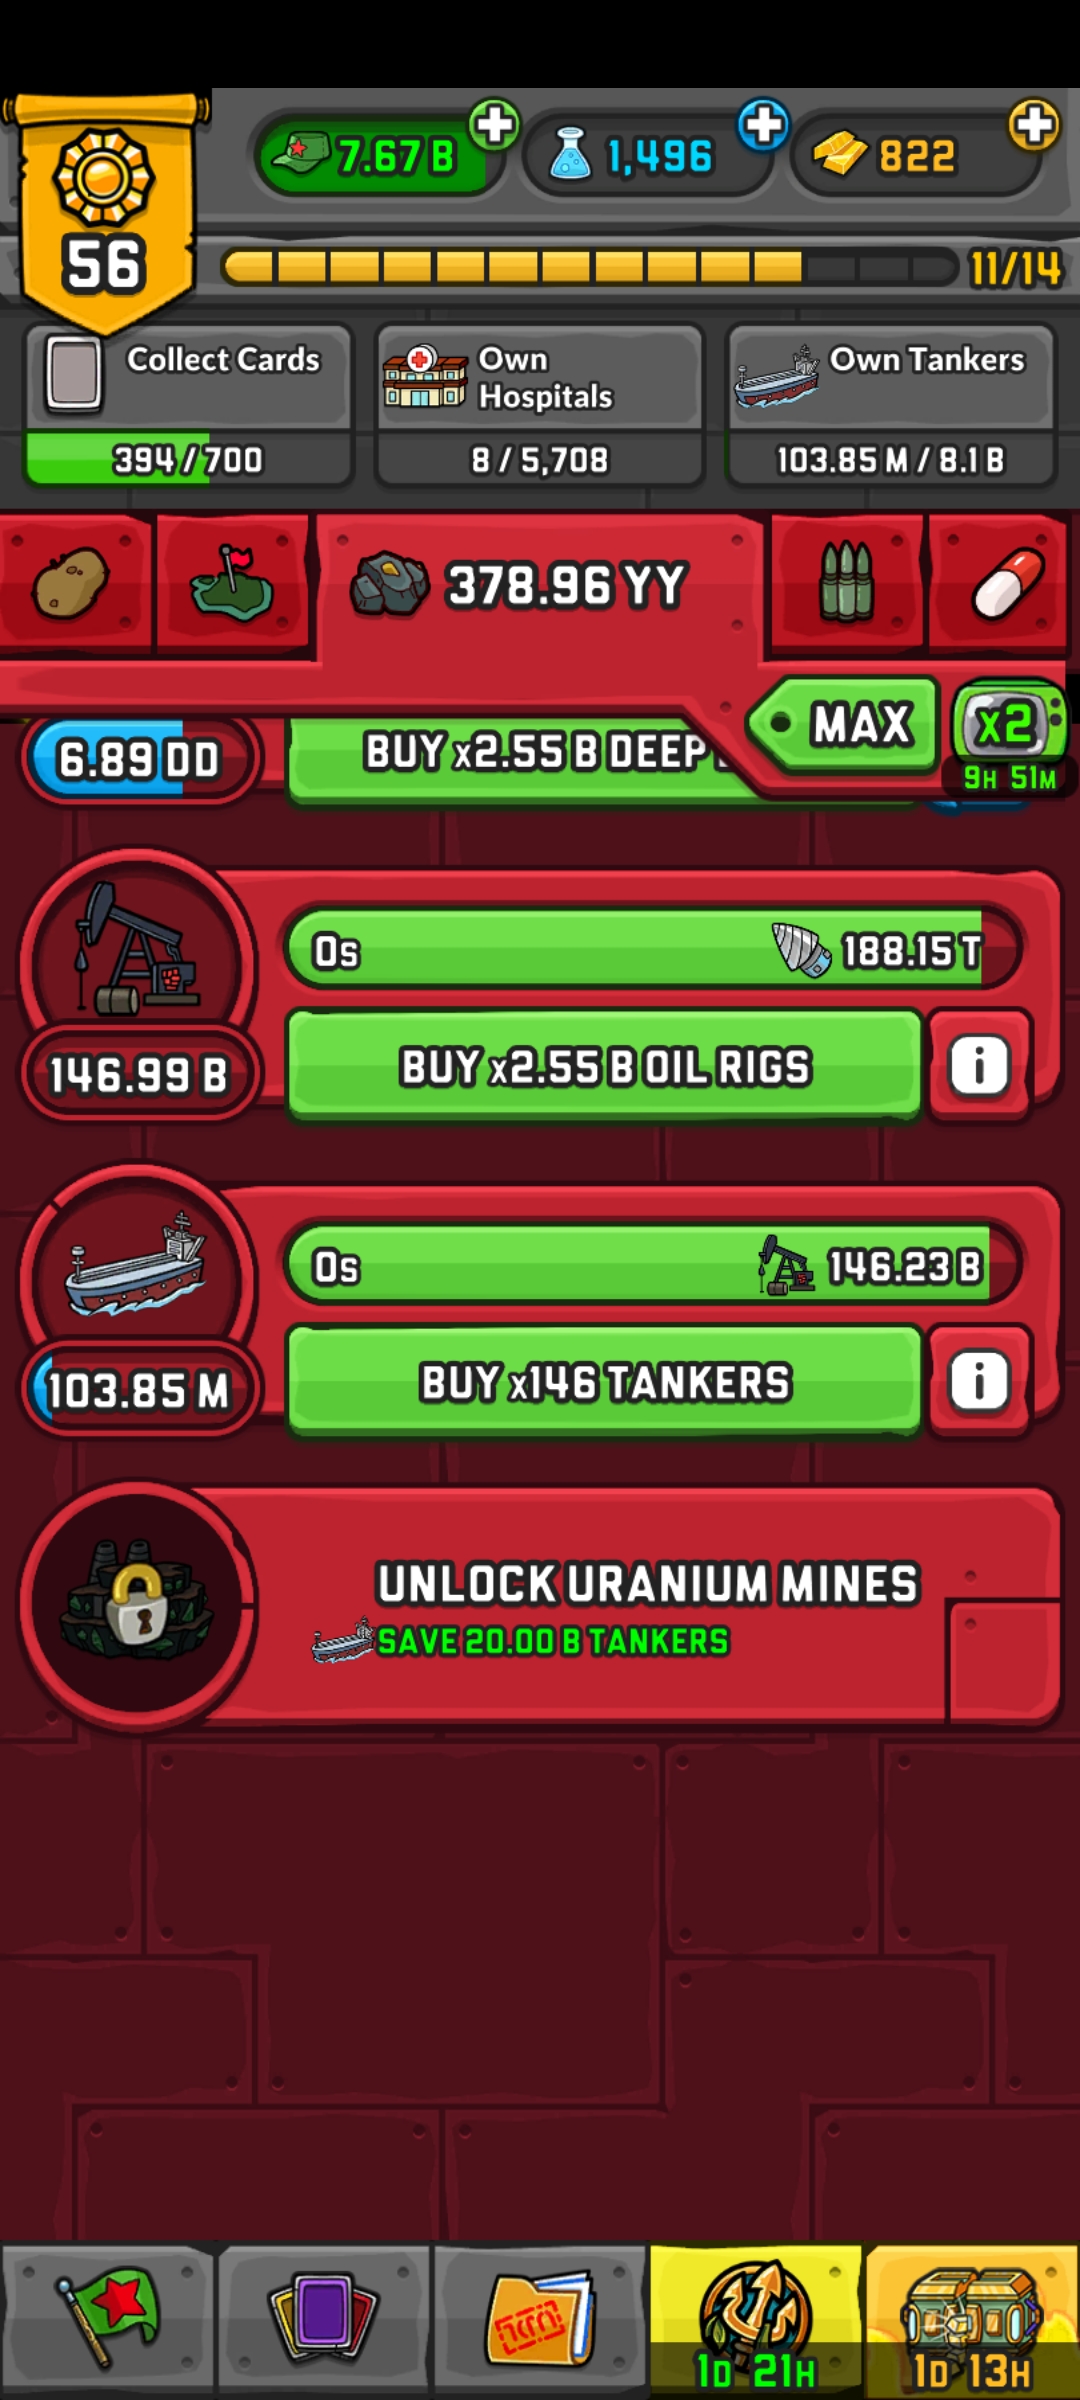 7.67 B
1,496
822
56
11/14
Collect Cards
394 / 700
Own
Hospitals
8 / 5,708
Own Tankers
103.85 M / 8.1 B
378.96 YY
MAX
x2
9H 51M
6.89 DD
BUY x2.55 B DEEP
0s
188.15 T
146.99 B
BUY x2.55 B OIL RIGS
i
0s
146.23 B
103.85 M
BUY x146 TANKERS
i
UNLOCK URANIUM MINES
SAVE 20.00 B TANKERS
1D 21H
1D 13H